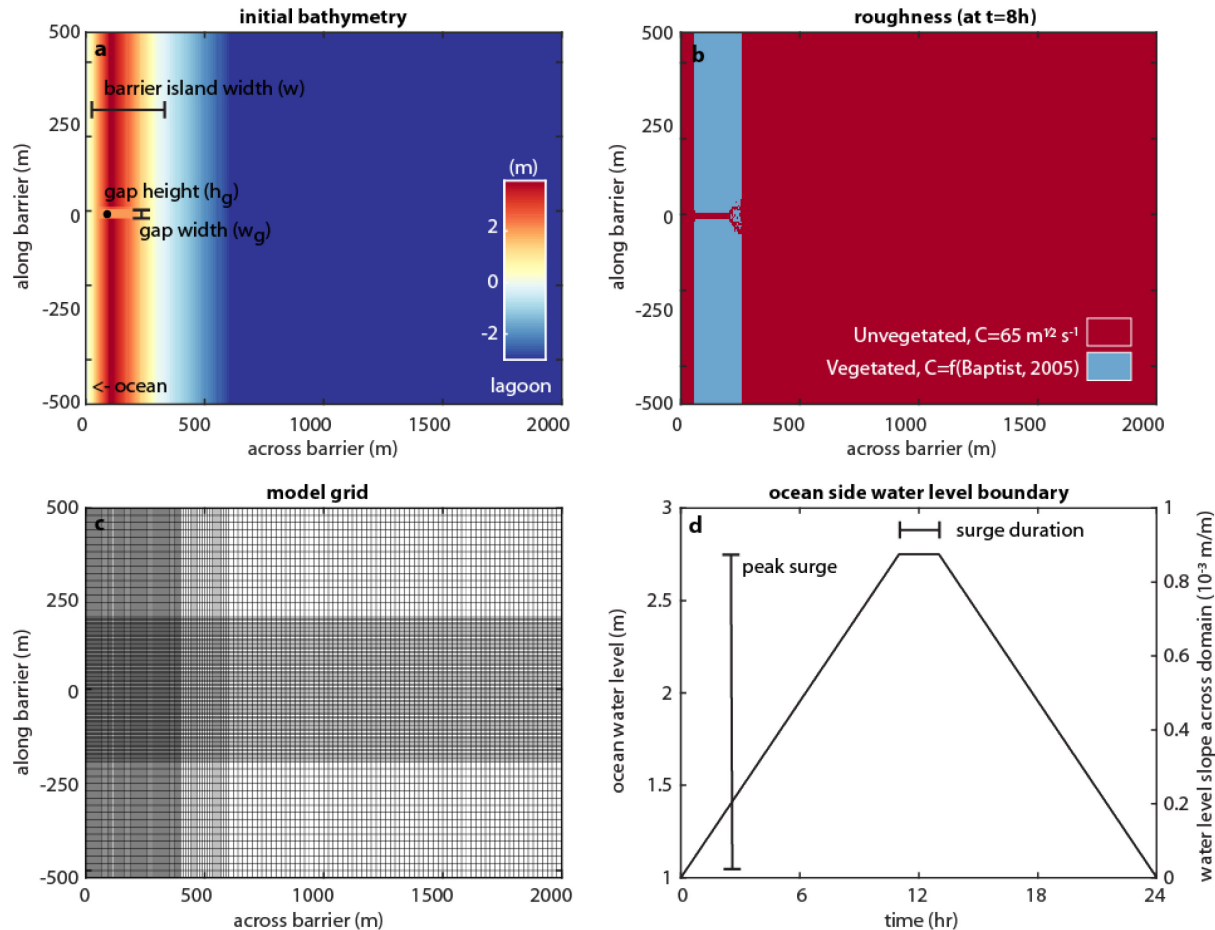 initial bathymetry
a
500
250
0
-250
-500
along barrier (m)
barrier island width (w)
gap height (hg)
gap width (wg)
(m)
2
0
-2
<- ocean
lagoon
0
500
1000
1500
2000
across barrier (m)
roughness (at t=8h)
b
500
250
0
-250
-500
along barrier (m)
Unvegetated, C=65 m½ s⁻¹
Vegetated, C=f(Baptist, 2005)
0
500
1000
1500
2000
across barrier (m)
model grid
c
500
250
0
-250
-500
along barrier (m)
0
500
1000
1500
2000
across barrier (m)
ocean side water level boundary
d
3
2.5
2
1.5
1
ocean water level (m)
surge duration
peak surge
1
0.8
0.6
0.4
0.2
0
water level slope across domain (10⁻³ m/m)
0
6
12
18
24
time (hr)